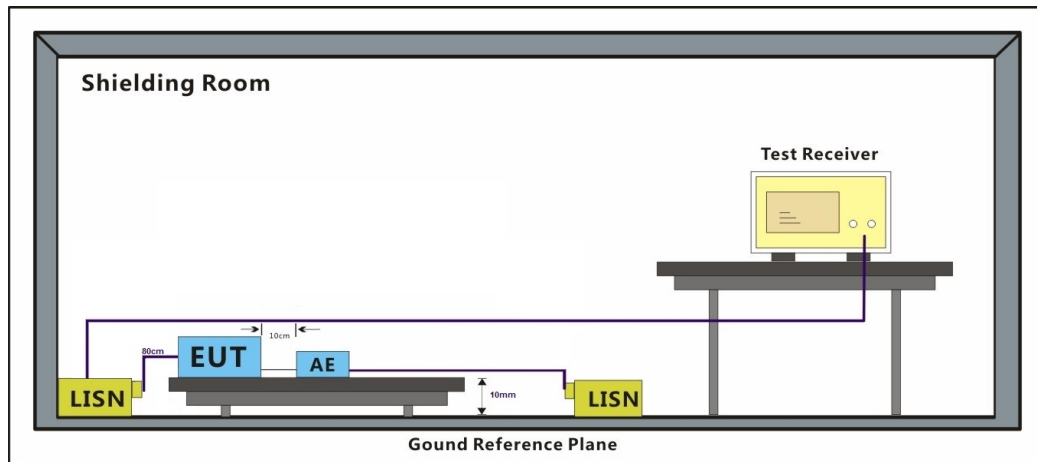 Shielding Room
Test Receiver
10cm
80cm
EUT
AE
LISN
10mm
LISN
Gound Reference Plane